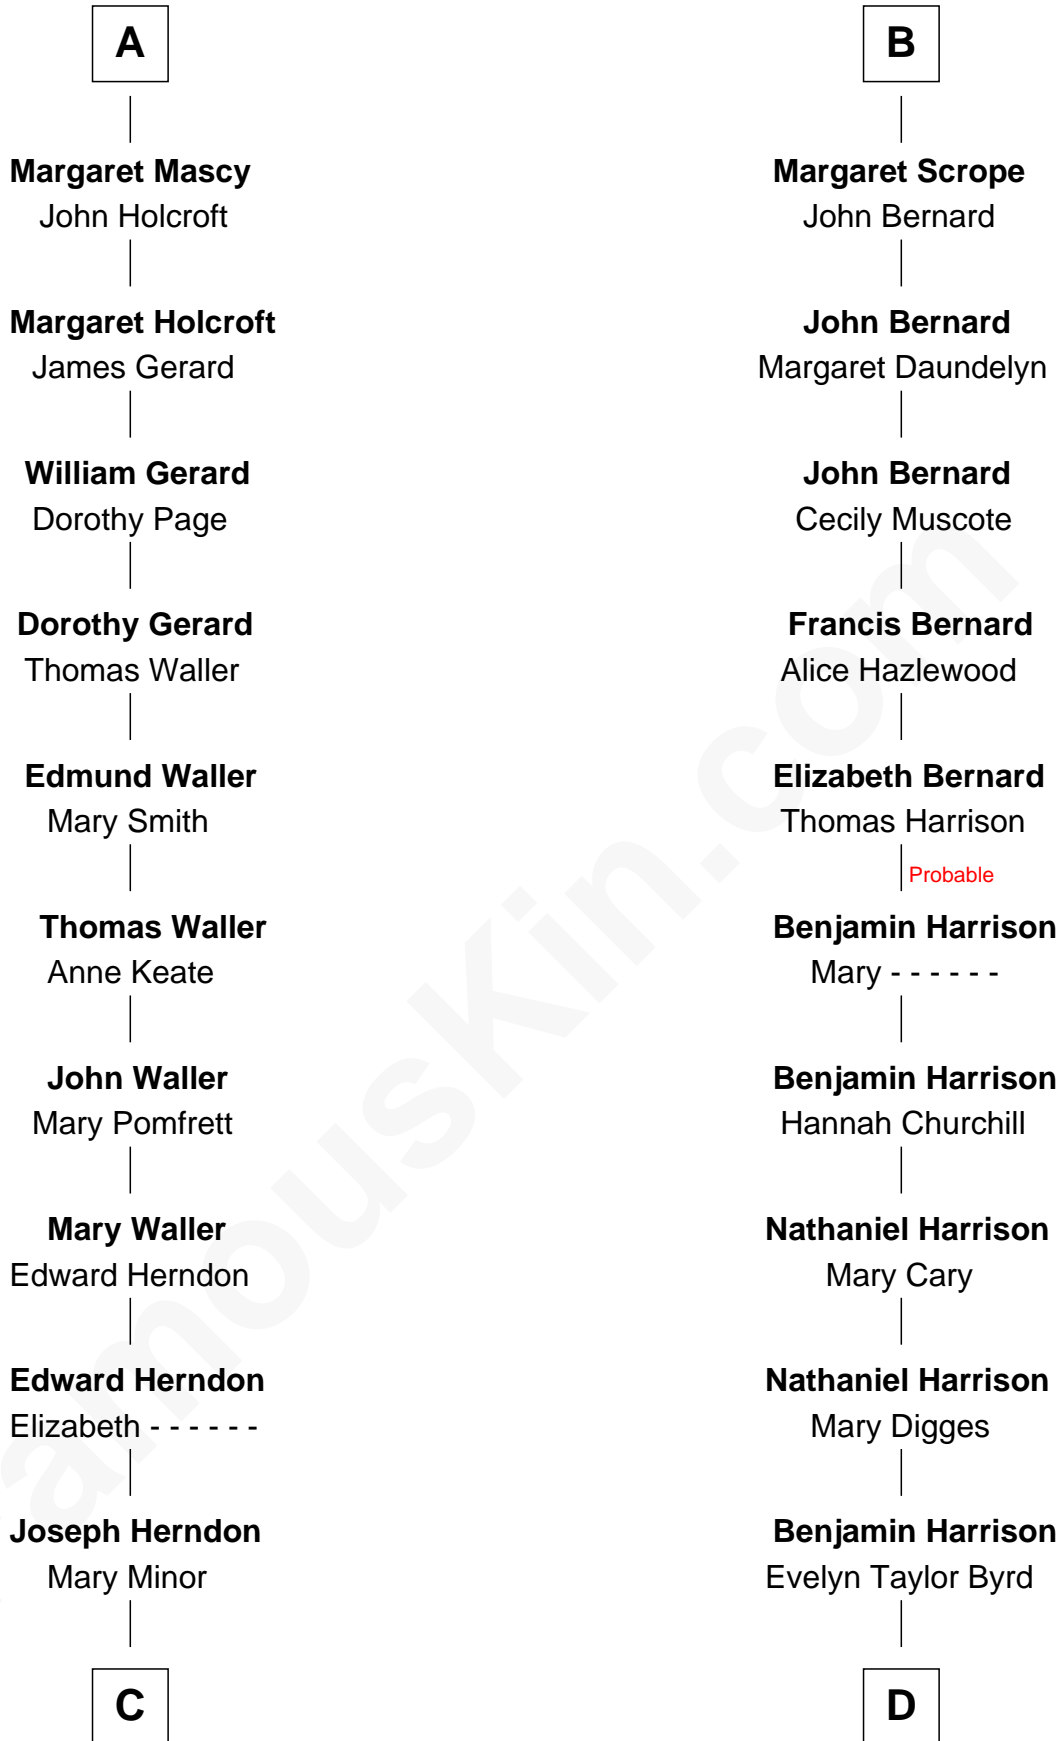 A
Margaret Mascy
John Holcroft
Margaret Holcroft
James Gerard
William Gerard
Dorothy Page
Dorothy Gerard
Thomas Waller
Edmund Waller
Mary Smith
Thomas Waller
Anne Keate
John Waller
Mary Pomfrett
Mary Waller
Edward Herndon
Edward Herndon
Elizabeth - - - - - -
Joseph Herndon
Mary Minor
C
B
Margaret Scrope
John Bernard
John Bernard
Margaret Daundelyn
John Bernard
Cecily Muscote
Francis Bernard
Alice Hazlewood
Elizabeth Bernard
Thomas Harrison
Probable
Benjamin Harrison
Mary - - - - - -
Benjamin Harrison
Hannah Churchill
Nathaniel Harrison
Mary Cary
Nathaniel Harrison
Mary Digges
Benjamin Harrison
Evelyn Taylor Byrd
D
amouskin.com